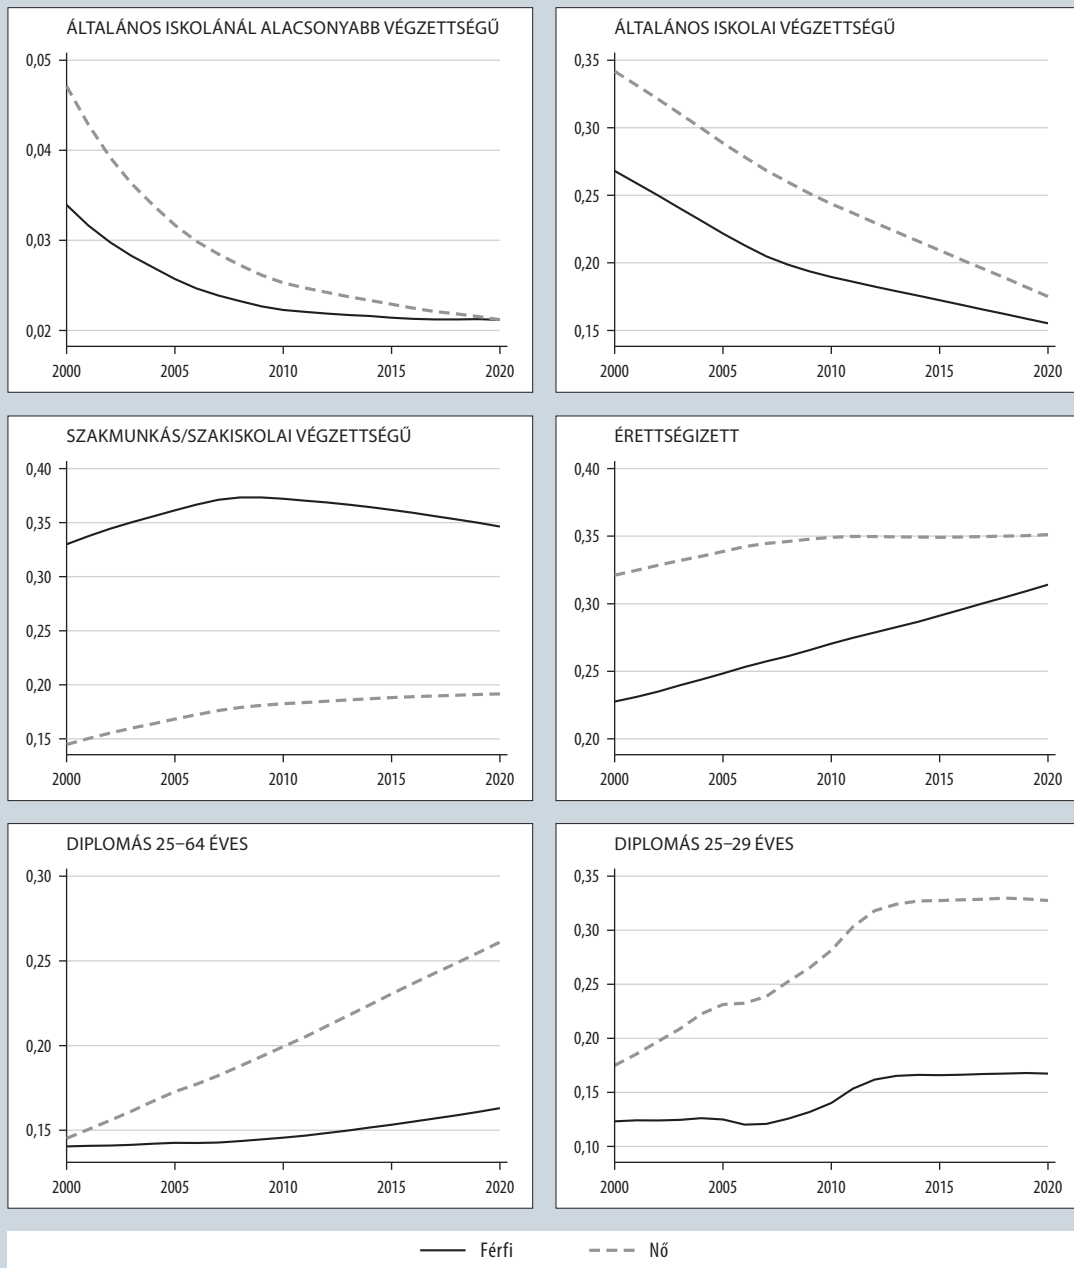 ÁLTALÁNOS ISKOLÁNÁL ALACSONYABB VÉGZETTSÉGŰ
0,05
0,04
0,03
0,02
2000 2005 2010 2015 2020
ÁLTALÁNOS ISKOLAI VÉGZETTSÉGŰ
0,35
0,30
0,25
0,20
0,15
2000 2005 2010 2015 2020
SZAKMUNKÁS/SZAKISKOLAI VÉGZETTSÉGŰ
0,40
0,35
0,30
0,25
0,20
0,15
2000 2005 2010 2015 2020
ÉRETTSÉGIZETT
0,40
0,35
0,30
0,25
0,20
2000 2005 2010 2015 2020
DIPLOMÁS 25–64 ÉVES
0,30
0,25
0,20
0,15
2000 2005 2010 2015 2020
DIPLOMÁS 25–29 ÉVES
0,35
0,30
0,25
0,20
0,15
0,10
2000 2005 2010 2015 2020
Férfi Nő